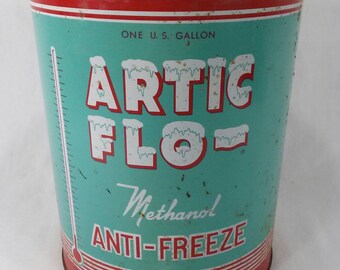 ONE U.S. GALLON
ARTIC
FLO-
Methanol
ANTI-FREEZE